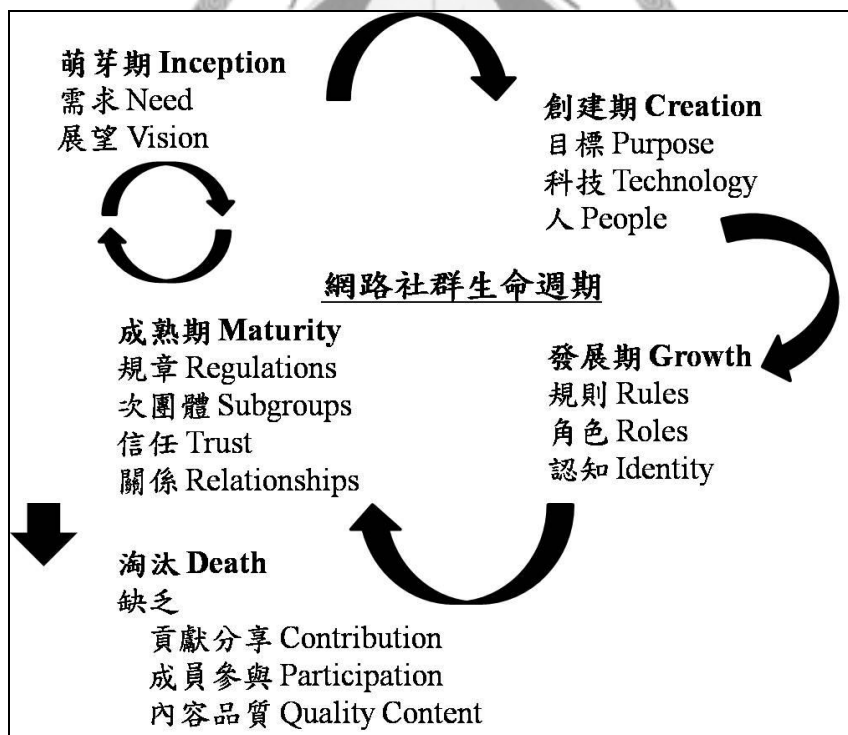 萌芽期 Inception
需求 Need
展望 Vision
創建期 Creation
目標 Purpose
科技 Technology
人 People
網路社群生命週期
發展期 Growth
規則 Rules
角色 Roles
認知 Identity
成熟期 Maturity
規章 Regulations
次團體 Subgroups
信任 Trust
關係 Relationships
淘汰 Death
缺乏
貢獻分享 Contribution
成員參與 Participation
內容品質 Quality Content